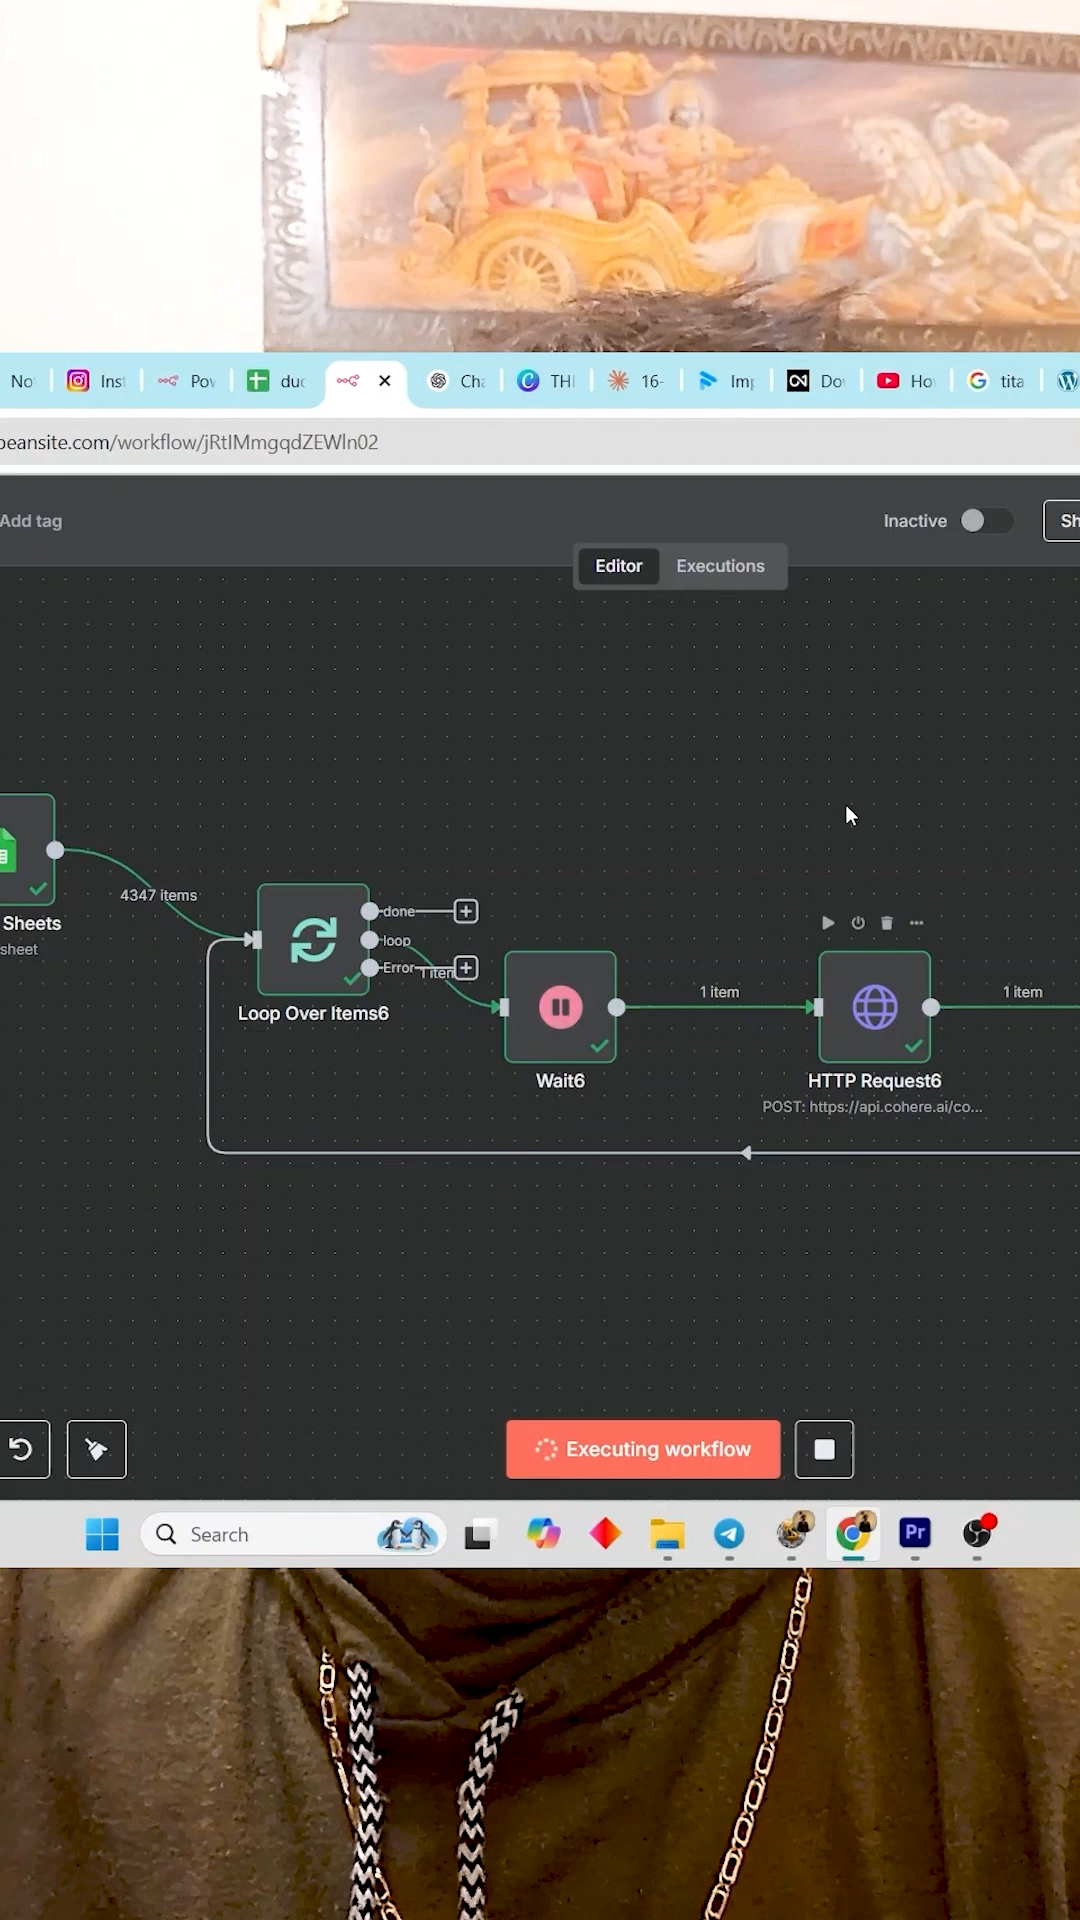 No
Ins
Pov
duc
Cha
THI
16-
Imp
Do
Ho
G
tita
peansite.com/workflow/jRtIMmgqdZEWln02
Add tag
Inactive
Sh
Editor
Executions
4347 items
Sheets
sheet
done
loop
Error
1 item
Loop Over Items6
Wait6
1 item
HTTP Request6
POST: https://api.cohere.ai/co...
1 item
Executing workflow
Search
Pr